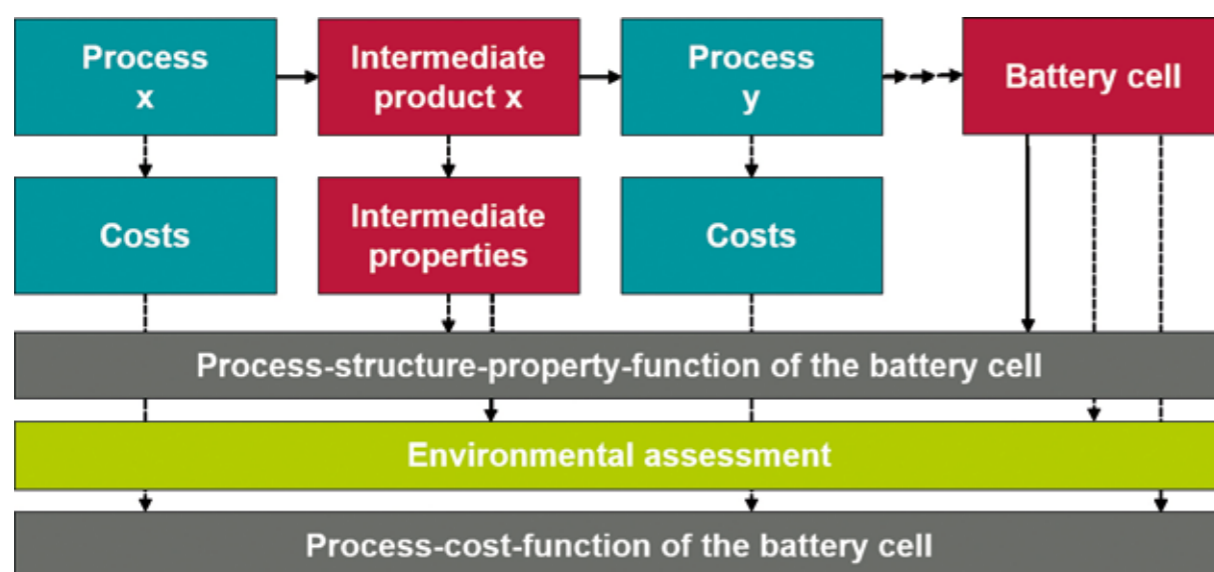 Process
x
Intermediate
product x
Process
y
Battery cell
Costs
Intermediate
properties
Costs
Process-structure-property-function of the battery cell
Environmental assessment
Process-cost-function of the battery cell